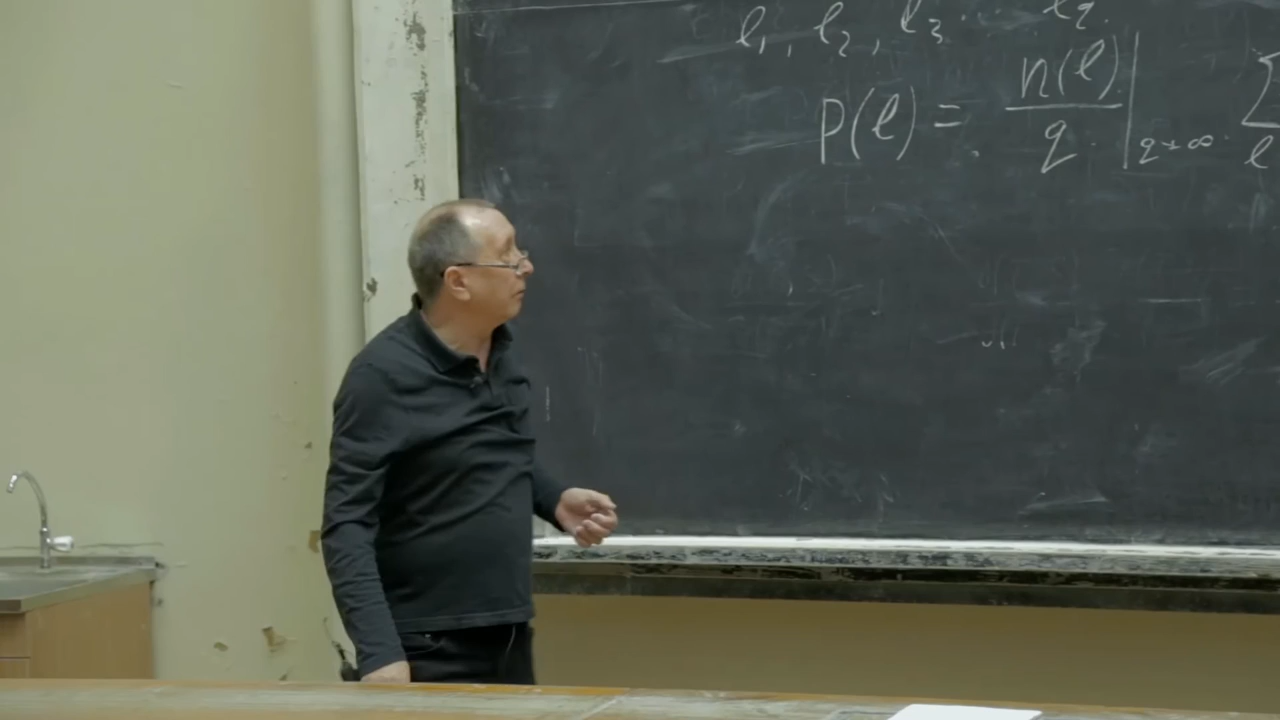 ℓ₁, ℓ₂, ℓ₃ ... ℓq.
P(ℓ) = n(ℓ)/q |q→∞ ∑ℓ